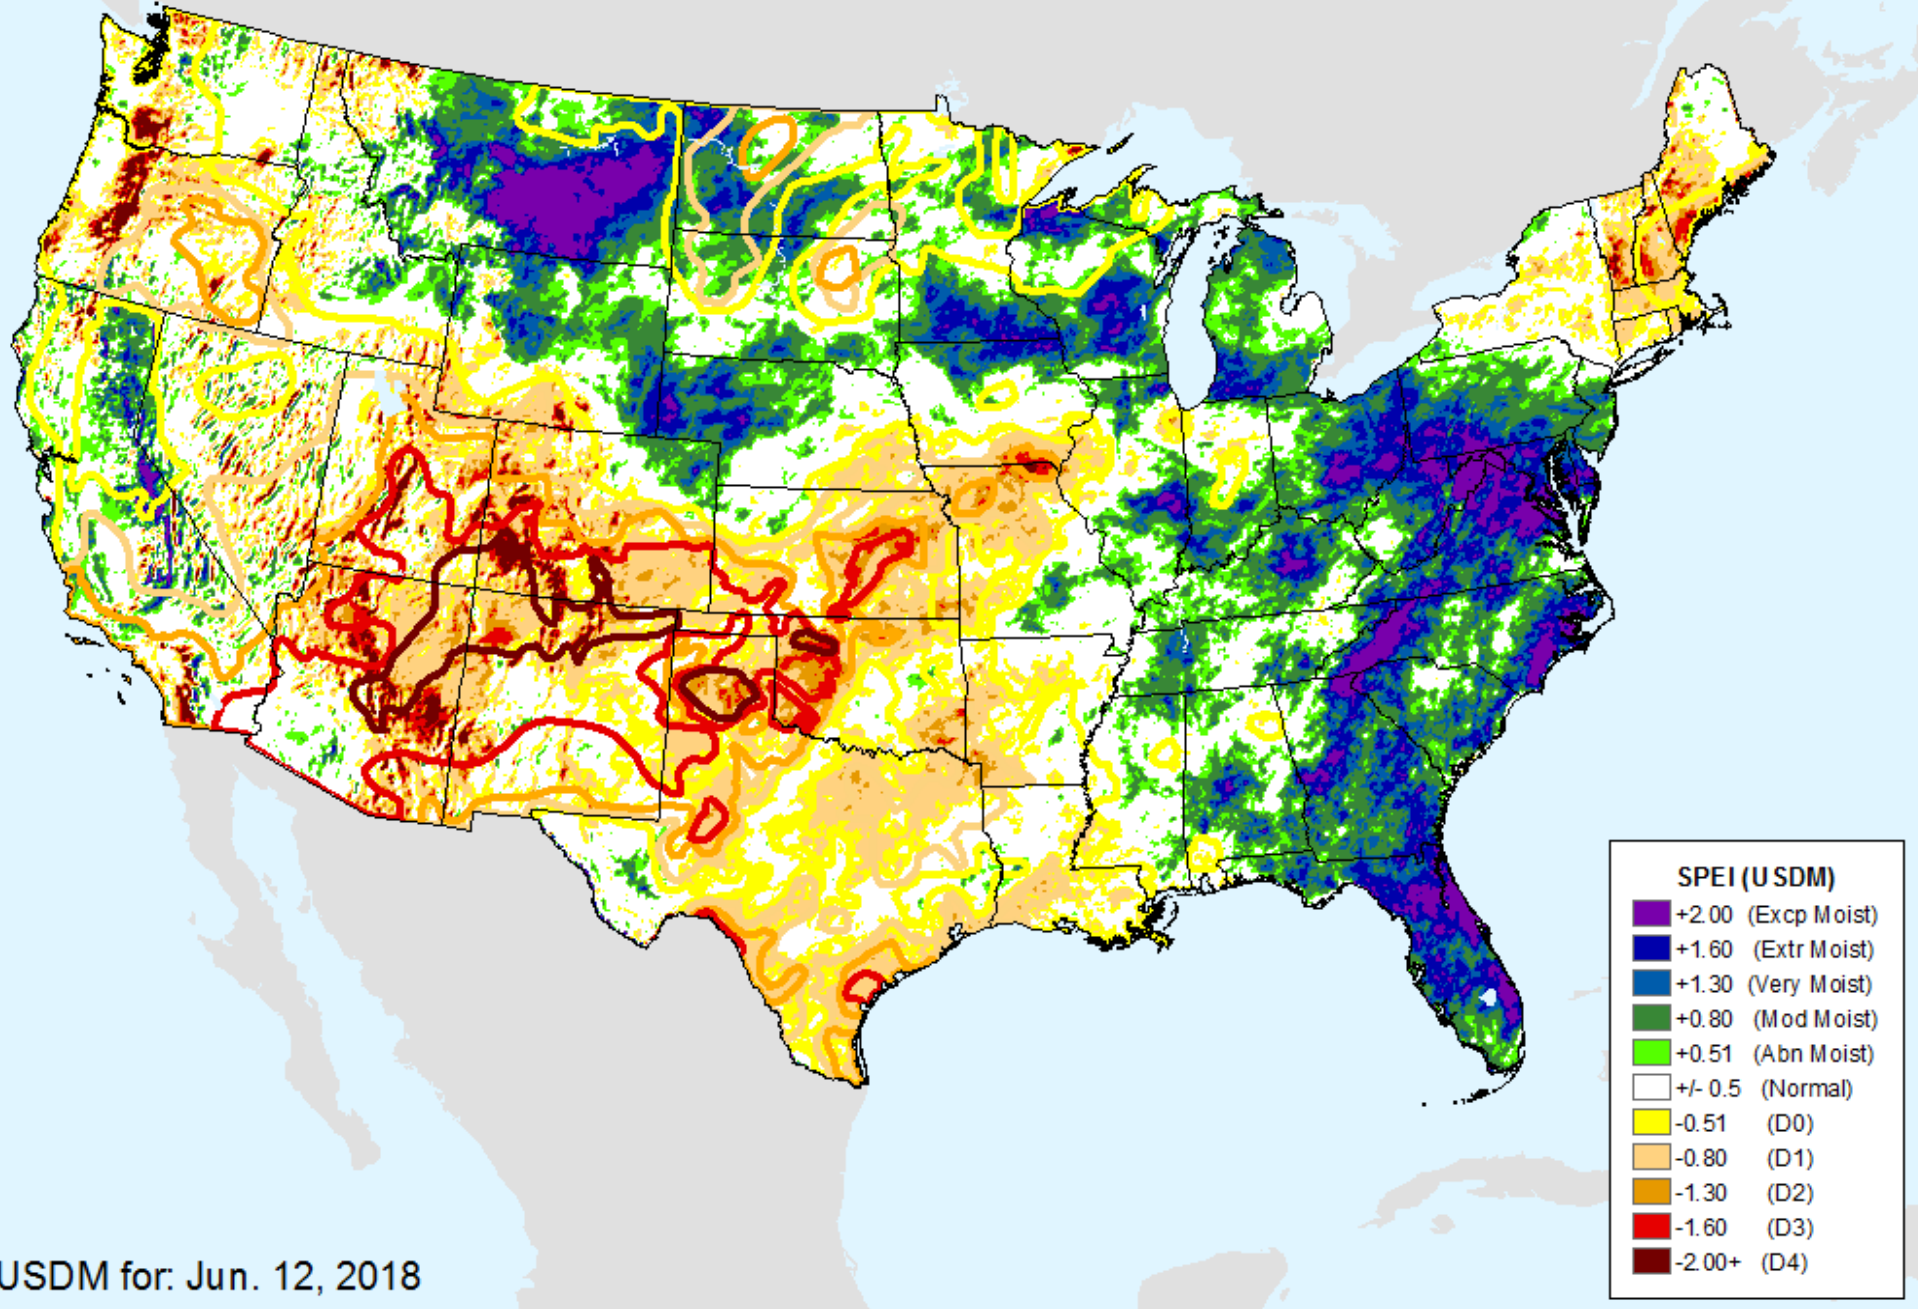 SPEI (USDM)
+2.00 (Excp Moist)
+1.60 (Extr Moist)
+1.30 (Very Moist)
+0.80 (Mod Moist)
+0.51 (Abn Moist)
+/- 0.5 (Normal)
-0.51 (D0)
-0.80 (D1)
-1.30 (D2)
-1.60 (D3)
-2.00+ (D4)
USDM for: Jun. 12, 2018